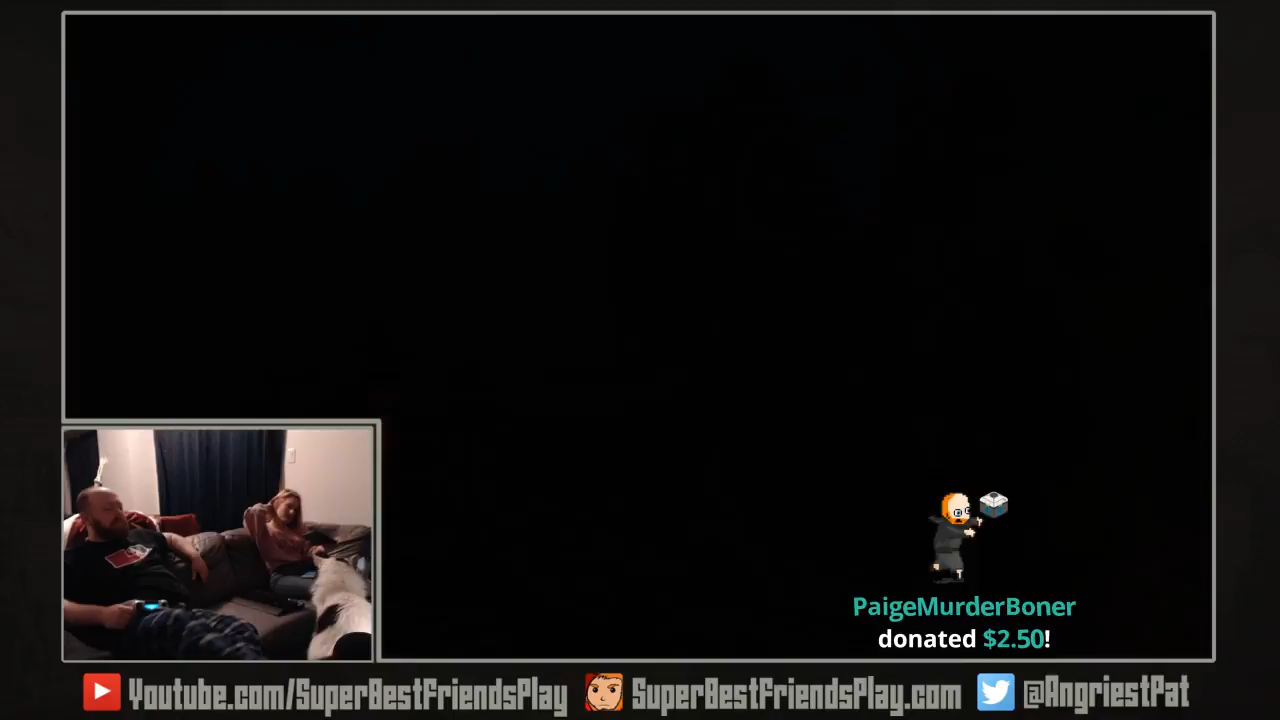 PaigeMurderBoner
donated $2.50!
Youtube.com/SuperBestFriendsPlay SuperBestFriendsPlay.com @AngriestPat